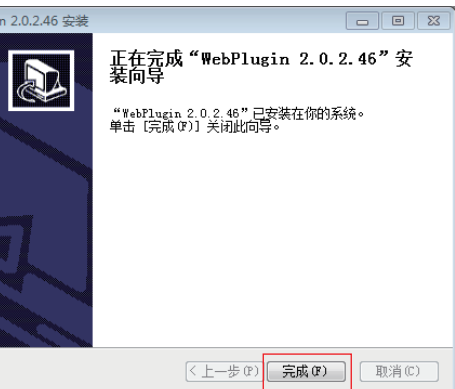 n 2.0.2.46 安装
正在完成“WebPlugin 2.0.2.46”安
装向导
“WebPlugin 2.0.2.46”已安装在你的系统。
单击 [完成(F)] 关闭此向导。
<上一步(P) 完成(F) 取消(C)